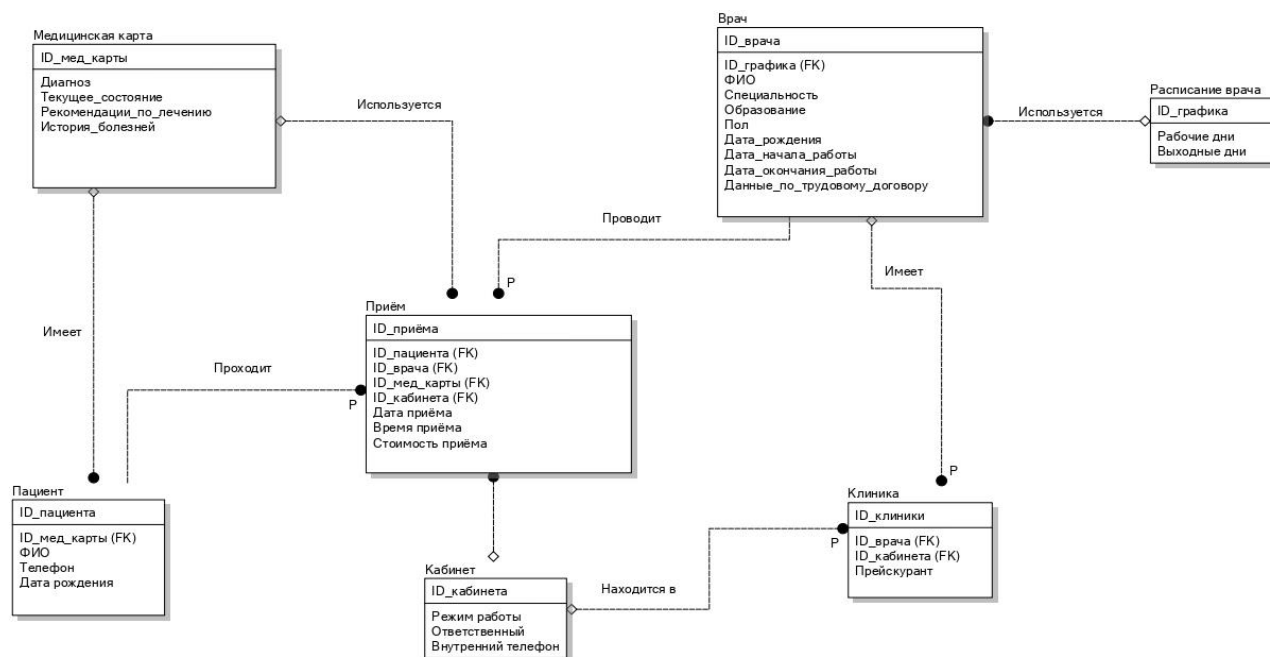 Медицинская карта
ID_мед_карты
Диагноз
Текущее_состояние
Рекомендации_по_лечению
История_болезней
Используется
Врач
ID_врача
ID_графика (FK)
ФИО
Специальность
Образование
Пол
Дата_рождения
Дата_начала_работы
Дата_окончания_работы
Данные_по_трудовому_договору
Используется
Расписание врача
ID_графика
Рабочие дни
Выходные дни
Проводит
P
Имеет
P
Имеет
Проходит
P
Приём
ID_приёма
ID_пациента (FK)
ID_врача (FK)
ID_мед_карты (FK)
ID_кабинета (FK)
Дата приёма
Время приёма
Стоимость приёма
Пациент
ID_пациента
ID_мед_карты (FK)
ФИО
Телефон
Дата рождения
Кабинет
ID_кабинета
Режим работы
Ответственный
Внутренний телефон
Находится в
P
Клиника
ID_клиники
ID_врача (FK)
ID_кабинета (FK)
Прейскурант